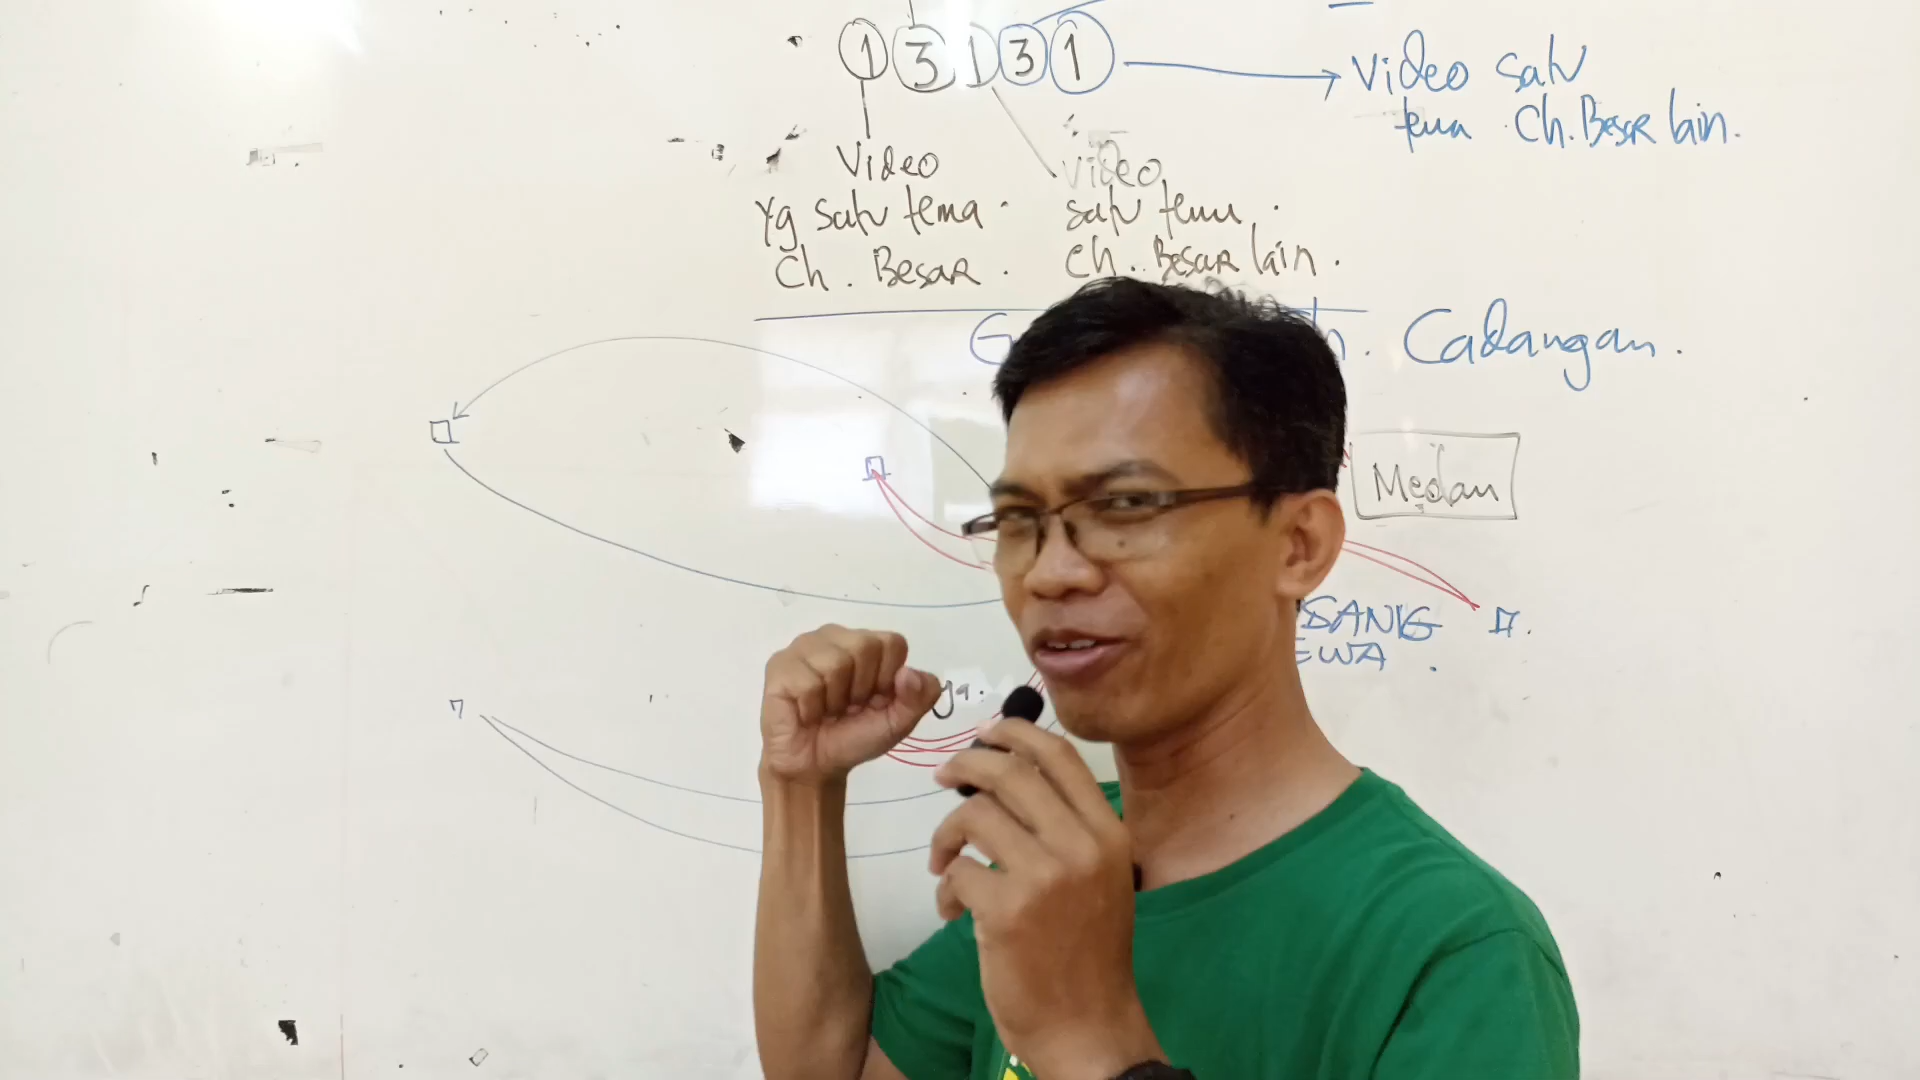 1 3 1 3 1
Video satu
tema Ch. Besar lain.
Video
Yg satu tema
Ch. Besar.
Video
satu tema
Ch. Besar lain.
Cadangan.
Medan
ya.